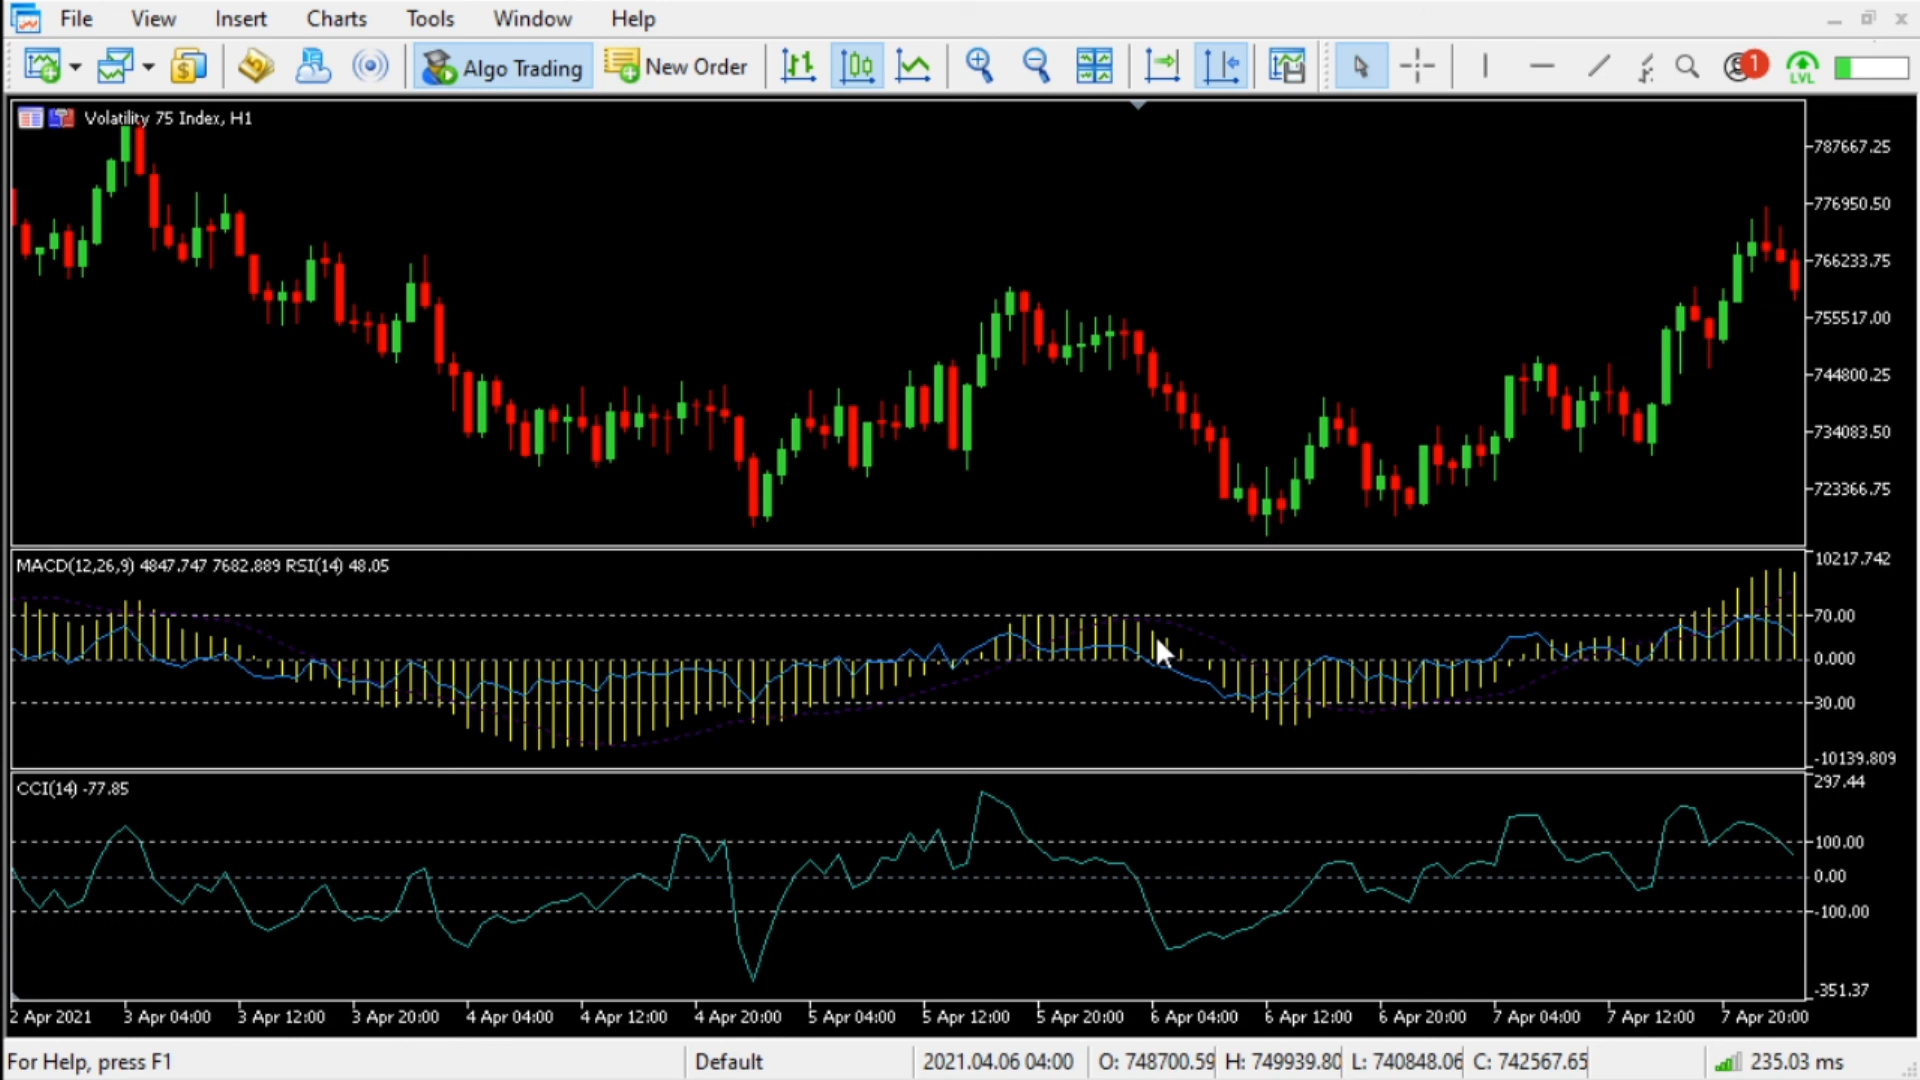 File View Insert Charts Tools Window Help
Algo Trading New Order 1 LVL
Volatility 75 Index, H1
787667.25
776950.50
766233.75
755517.00
744800.25
734083.50
723366.75
MACD(12,26,9) 4847.747 7682.889 RSI(14) 48.05
10217.742
70.00
0.000
30.00
-10139.809
CCI(14) -77.85
297.44
100.00
0.00
-100.00
-351.37
2 Apr 2021 3 Apr 04:00 3 Apr 12:00 3 Apr 20:00 4 Apr 04:00 4 Apr 12:00 4 Apr 20:00 5 Apr 04:00 5 Apr 12:00 5 Apr 20:00 6 Apr 04:00 6 Apr 12:00 6 Apr 20:00 7 Apr 04:00 7 Apr 12:00 7 Apr 20:00
For Help, press F1 Default 2021.04.06 04:00 O: 748700.59 H: 749939.80 L: 740848.06 C: 742567.65 235.03 ms